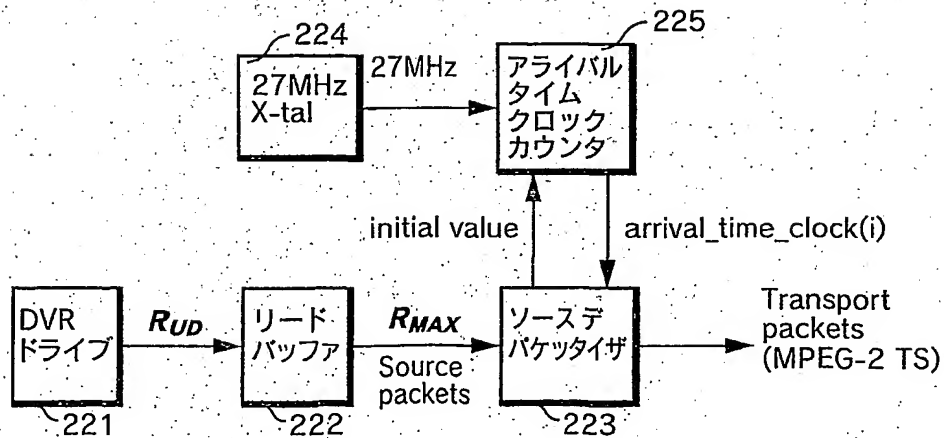 224
225
27MHz
X-tal
27MHz
アライバル
タイム
クロック
カウンタ
initial value
arrival_time_clock(i)
DVR
ドライブ
RUD
リード
バッファ
RMAX
Source
packets
ソースデ
パケッタイザ
Transport
packets
(MPEG-2 TS)
221
222
223